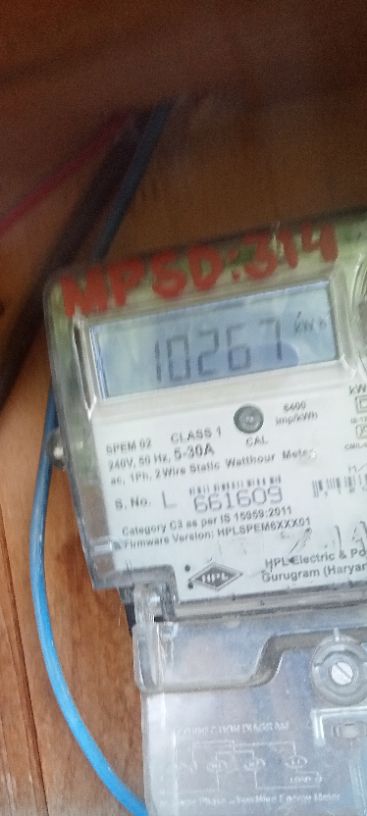 MPSD:314
10267 kWh
SPEM 02 CLASS 1
6400 imp/kWh
CAL
240V, 50 Hz, 5-30A
ac, 1Ph, 2 Wire Static Watthour Meter
S. No. L 661609
Category C3 as per IS 15959:2011
Firmware Version: HPLSPEM6XXX01
HPL
HPL Electric & Po
Gurugram (Haryan
CONNECTION DIAGRAM